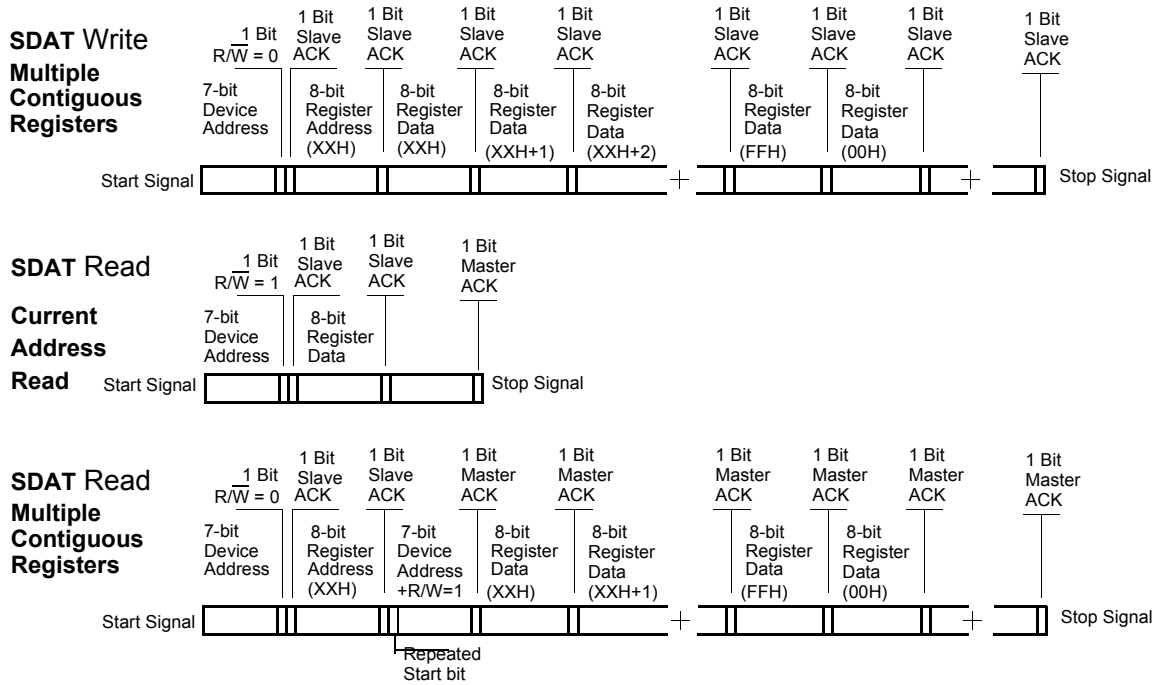 SDAT Write
Multiple
Contiguous
Registers
1 Bit
R/W = 0
1 Bit
Slave
ACK
1 Bit
Slave
ACK
1 Bit
Slave
ACK
1 Bit
Slave
ACK
1 Bit
Slave
ACK
1 Bit
Slave
ACK
1 Bit
Slave
ACK
1 Bit
Slave
ACK
7-bit
Device
Address
8-bit
Register
Address
(XXH)
8-bit
Register
Data
(XXH)
8-bit
Register
Data
(XXH+1)
8-bit
Register
Data
(XXH+2)
8-bit
Register
Data
(FFH)
8-bit
Register
Data
(00H)
Start Signal
Stop Signal
SDAT Read
Current
Address
Read
1 Bit
R/W = 1
1 Bit
Slave
ACK
1 Bit
Slave
ACK
1 Bit
Master
ACK
7-bit
Device
Address
8-bit
Register
Data
Start Signal
Stop Signal
SDAT Read
Multiple
Contiguous
Registers
1 Bit
R/W = 0
1 Bit
Slave
ACK
1 Bit
Slave
ACK
1 Bit
Master
ACK
1 Bit
Master
ACK
1 Bit
Master
ACK
1 Bit
Master
ACK
1 Bit
Master
ACK
1 Bit
Master
ACK
7-bit
Device
Address
8-bit
Register
Address
(XXH)
7-bit
Device
Address
+R/W=1
8-bit
Register
Data
(XXH)
8-bit
Register
Data
(XXH+1)
8-bit
Register
Data
(FFH)
8-bit
Register
Data
(00H)
Start Signal
Stop Signal
Repeated
Start bit